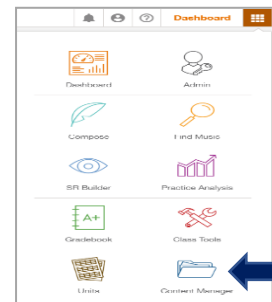 Dashboard
Dashboard Admin
Compose Find Music
SR Builder Practice Analysis
A+
Gradebook Class Tools
Units Content Manager